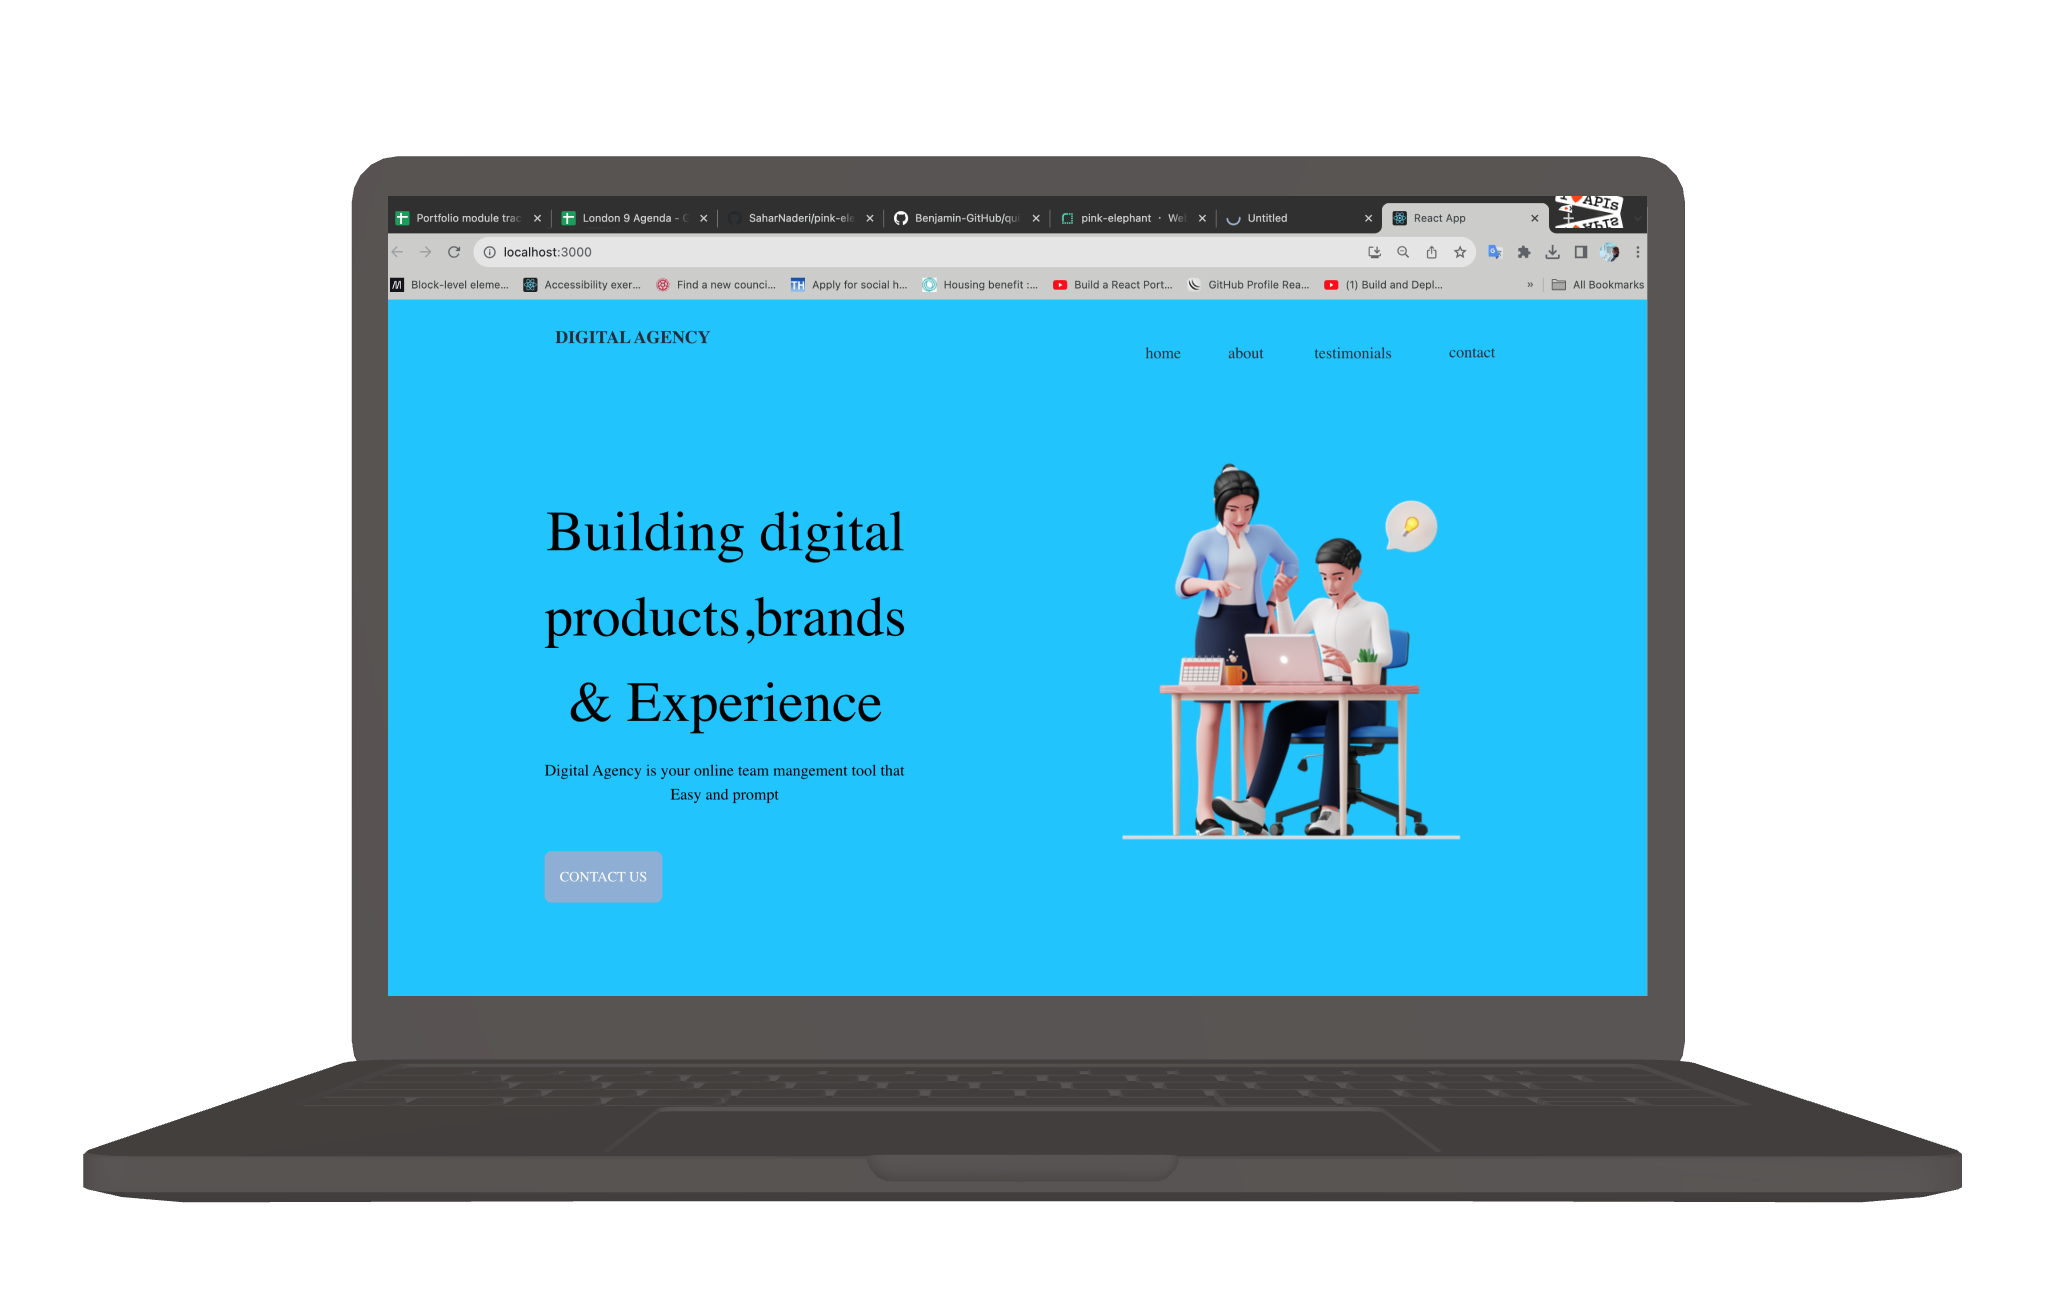 Portfolio module trac
London 9 Agenda - G
SaharNaderi/pink-ele
Benjamin-GitHub/qui
pink-elephant · We
Untitled
React App
APIs
localhost:3000
Block-level eleme...
Accessibility exer...
Find a new counci...
TH Apply for social h...
Housing benefit :...
Build a React Port...
GitHub Profile Rea...
(1) Build and Depl...
»
All Bookmarks
DIGITAL AGENCY
home about testimonials contact
Building digital
products,brands
& Experience
Digital Agency is your online team mangement tool that
Easy and prompt
CONTACT US